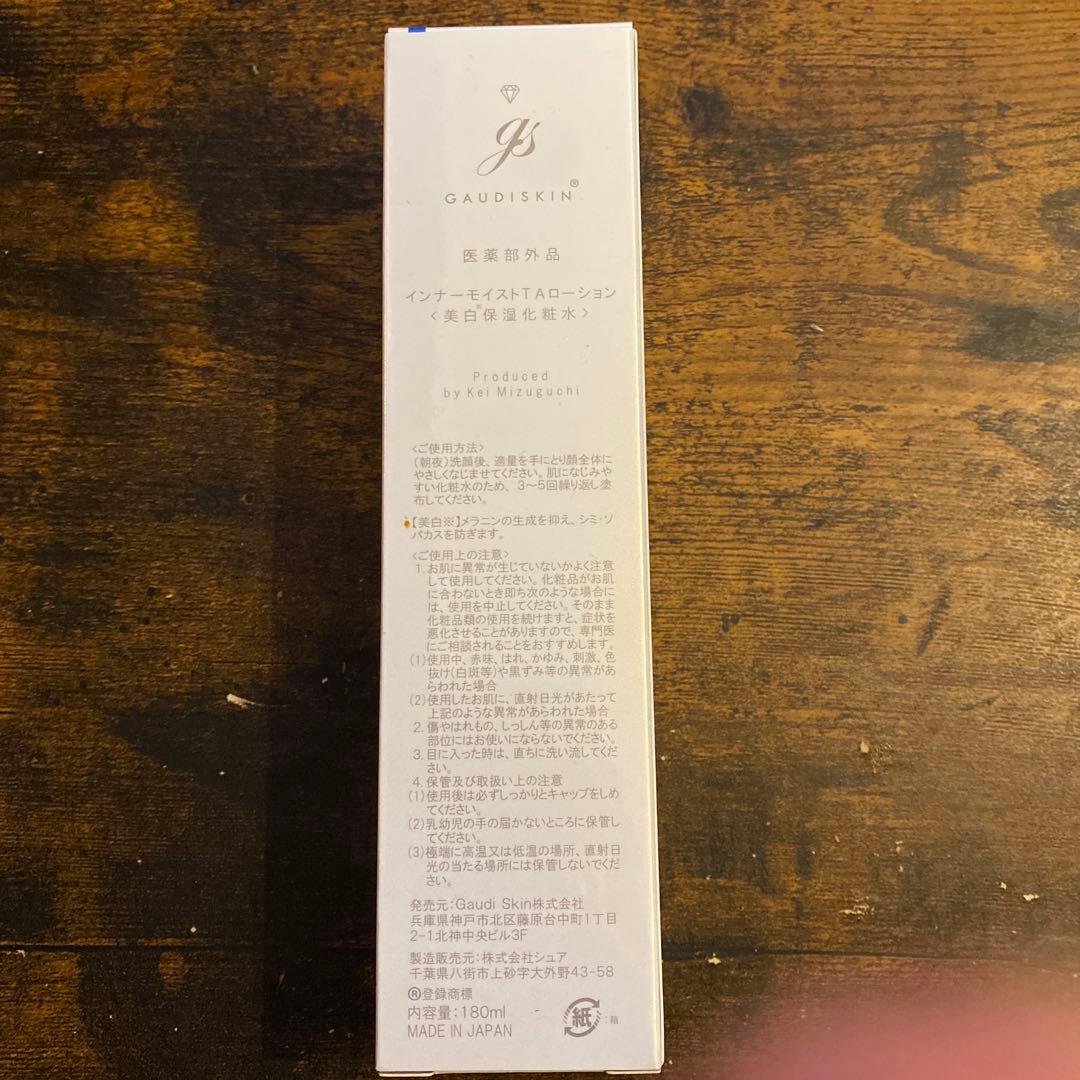 gs
GAUDISKIN®
医薬部外品
インナーモイストTAローション
〈美白※保湿化粧水〉
Produced
by Kei Mizuguchi
<ご使用方法>
(朝夜)洗顔後、適量を手にとり顔全体に
やさしくなじませてください。肌になじみや
すい化粧水のため、3～5回繰り返し塗
布してください。
【美白※】メラニンの生成を抑え、シミ・ソ
バカスを防ぎます。
<ご使用上の注意>
1. お肌に異常が生じていないかよく注意
して使用してください。化粧品がお肌
に合わないとき即ち次のような場合に
は、使用を中止してください。そのまま
化粧品類の使用を続けますと、症状を
悪化させることがありますので、専門医
にご相談されることをおすすめします。
(1)使用中、赤味、はれ、かゆみ、刺激、色
抜け(白斑等)や黒ずみ等の異常があ
らわれた場合
(2)使用したお肌に、直射日光があたって
上記のような異常があらわれた場合
2. 傷やはれもの、しっしん等の異常のある
部位にはお使いにならないでください。
3. 目に入った時は、直ちに洗い流してくだ
さい。
4. 保管及び取扱い上の注意
(1)使用後は必ずしっかりとキャップをしめ
てください。
(2)乳幼児の手の届かないところに保管し
てください。
(3)極端に高温又は低温の場所、直射日
光の当たる場所には保管しないでくだ
さい。
発売元:Gaudi Skin株式会社
兵庫県神戸市北区藤原台中町1丁目
2-1北神中央ビル3F
製造販売元:株式会社シュア
千葉県八街市上砂字大外野43-58
®登録商標
内容量:180ml
MADE IN JAPAN
紙 :箱